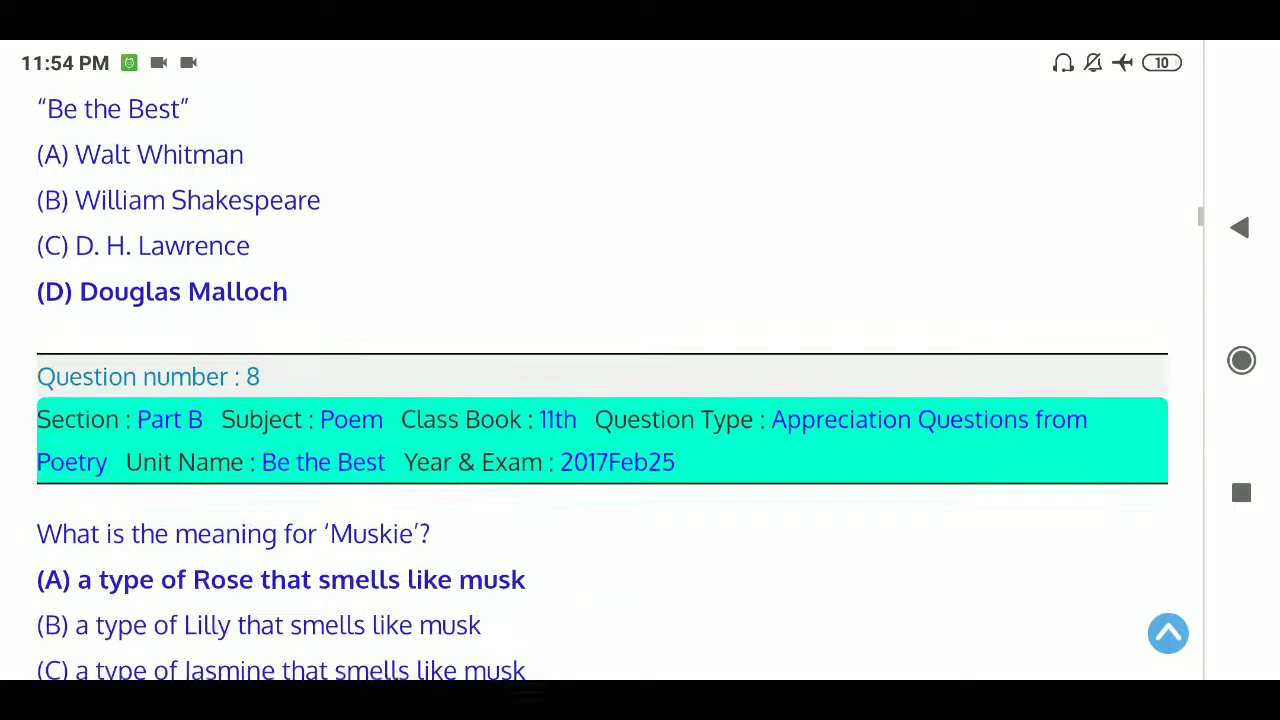 11:54 PM
10
“Be the Best”
(A) Walt Whitman
(B) William Shakespeare
(C) D. H. Lawrence
(D) Douglas Malloch
Question number : 8
Section : Part B Subject : Poem Class Book : 11th Question Type : Appreciation Questions from
Poetry Unit Name : Be the Best Year & Exam : 2017Feb25
What is the meaning for ‘Muskie’?
(A) a type of Rose that smells like musk
(B) a type of Lilly that smells like musk
(C) a type of Jasmine that smells like musk